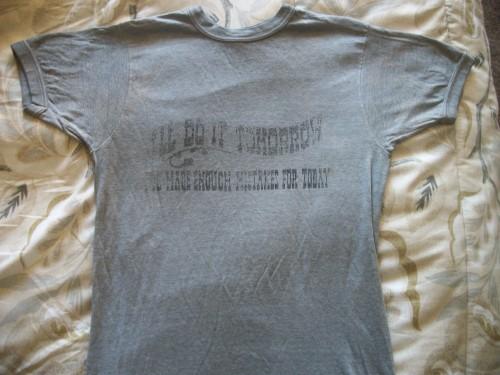 I'LL DO IT TOMORROW
I'VE MADE ENOUGH MISTAKES FOR TODAY